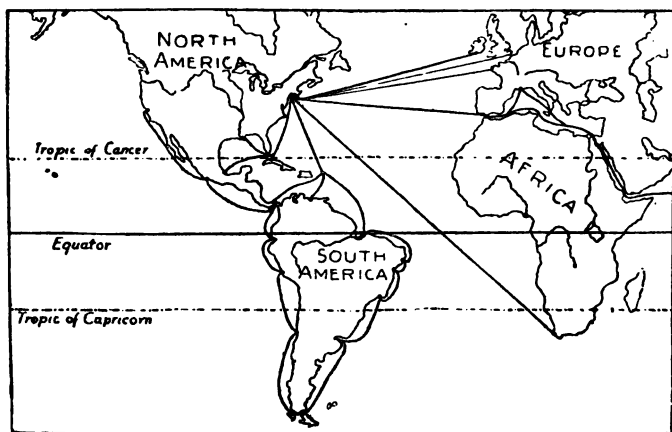 NORTH
AMERICA
EUROPE
Tropic of Cancer
AFRICA
Equator
SOUTH
AMERICA
Tropic of Capricorn